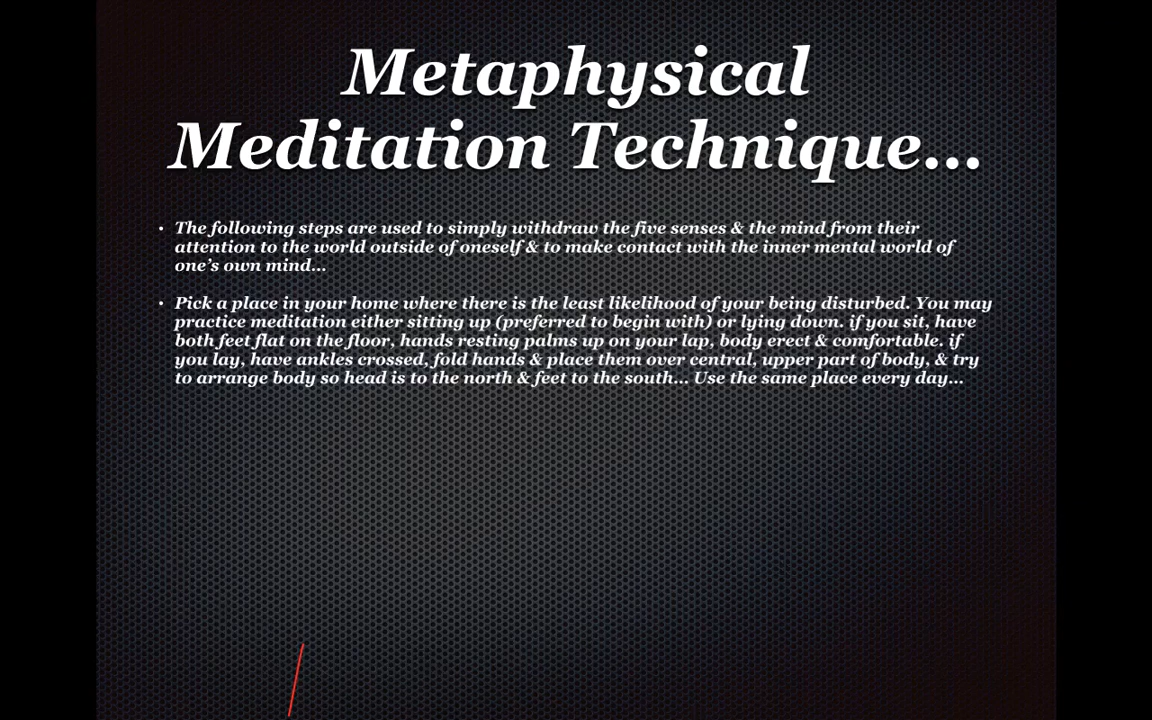 Metaphysical
Meditation Technique...
• The following steps are used to simply withdraw the five senses & the mind from their
attention to the world outside of oneself & to make contact with the inner mental world of
one's own mind...
• Pick a place in your home where there is the least likelihood of your being disturbed. You may
practice meditation either sitting up (preferred to begin with) or lying down. if you sit, have
both feet flat on the floor, hands resting palms up on your lap, body erect & comfortable. if
you lay, have ankles crossed, fold hands & place them over central, upper part of body, & try
to arrange body so head is to the north & feet to the south... Use the same place every day...